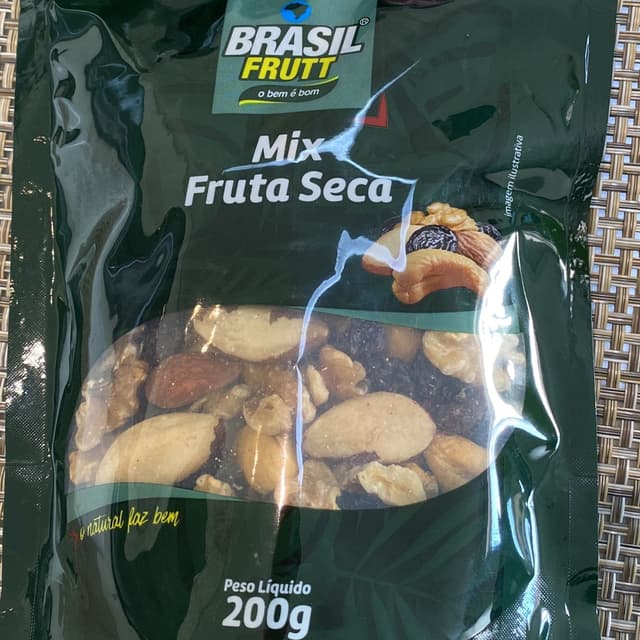 BRASIL®
FRUTT
o bem é bom
Mix
Fruta Seca
imagem ilustrativa
o natural faz bem
Peso Líquido
200g